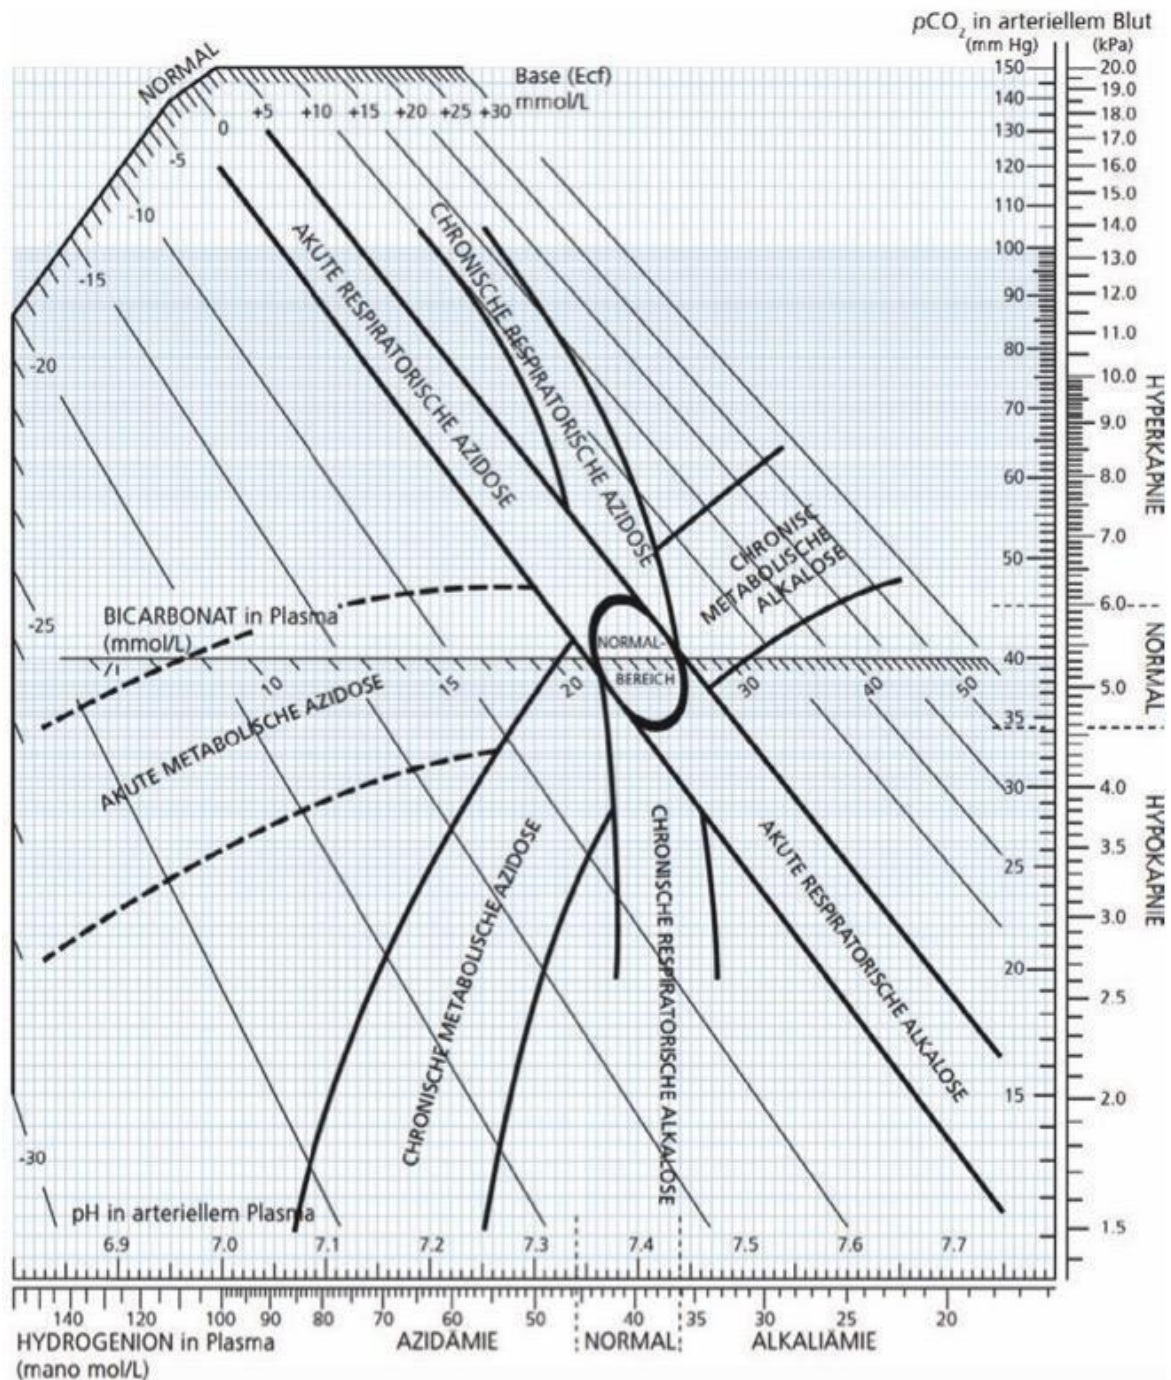 pCO2 in arteriellem Blut
(mm Hg) (kPa)
NORMAL
Base (Ecf)
mmol/L
0 +5 +10 +15 +20 +25 +30
-5
-10
-15
-20
-25
-30
150 20.0
19.0
140 18.0
130 17.0
120 16.0
15.0
110 14.0
100 13.0
90 12.0
11.0
80 10.0
70 9.0
60 8.0
7.0
50
6.0
40
5.0
35
30 4.0
3.5
25
3.0
20
2.5
15 2.0
1.5
HYPERKAPNIE
NORMAL
HYPOKAPNIE
AKUTE RESPIRATORISCHE AZIDOSE
CHRONISCHE RESPIRATORISCHE AZIDOSE
CHRONISC
METABOLISCHE
ALKALOSE
BICARBONAT in Plasma
(mmol/L)
10 15 20 30 40 50
NORMAL-
BEREICH
AKUTE METABOLISCHE AZIDOSE
CHRONISCHE METABOLISCHE AZIDOSE
CHRONISCHE RESPIRATORISCHE ALKALOSE
AKUTE RESPIRATORISCHE ALKALOSE
pH in arteriellem Plasma
6.9 7.0 7.1 7.2 7.3 7.4 7.5 7.6 7.7
140 120 100 90 80 70 60 50 40 35 30 25 20
HYDROGENION in Plasma AZIDÄMIE NORMAL ALKALIÄMIE
(mano mol/L)